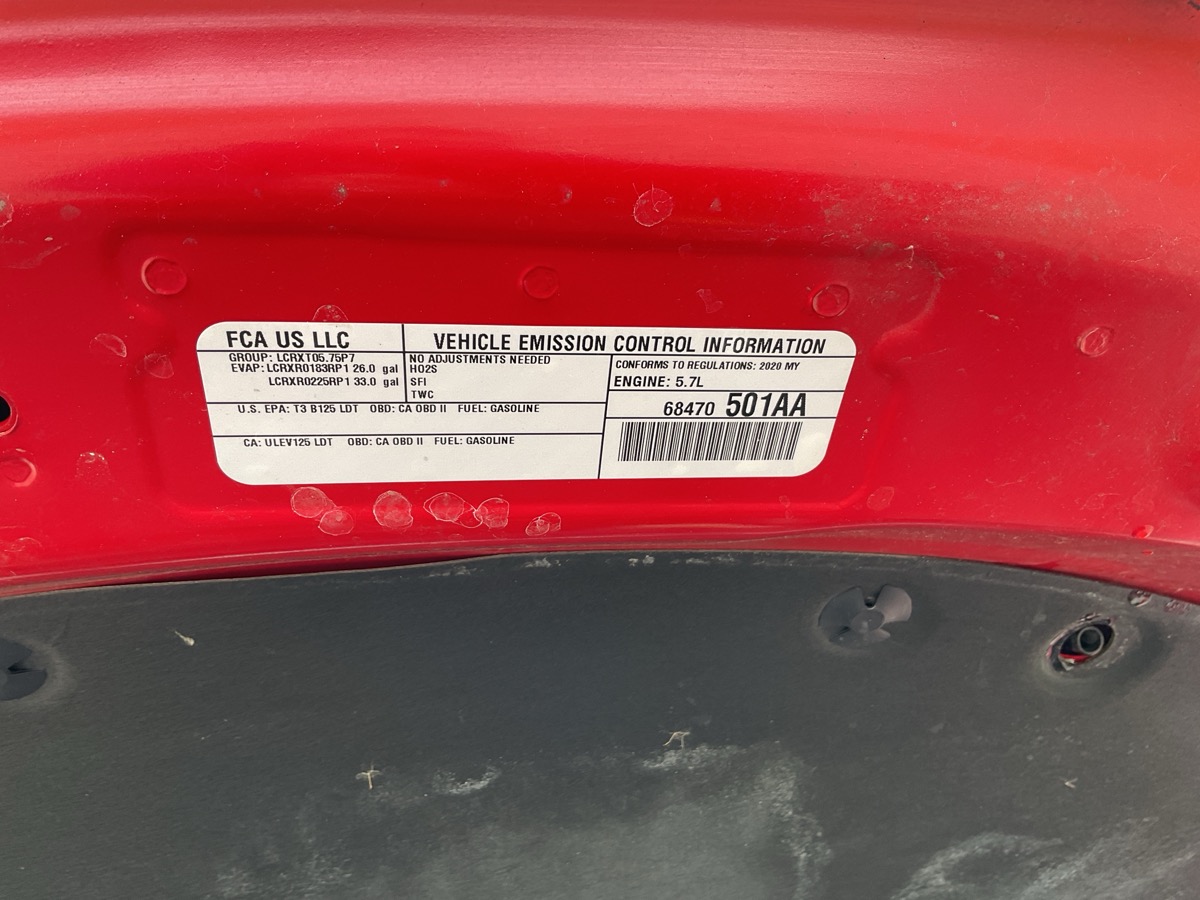 FCA US LLC
VEHICLE EMISSION CONTROL INFORMATION
GROUP: LCRXT05.75P7
EVAP: LCRXR0183RP1 26.0 gal
LCRXR0225RP1 33.0 gal
NO ADJUSTMENTS NEEDED
HO2S
SFI
TWC
CONFORMS TO REGULATIONS: 2020 MY
ENGINE: 5.7L
68470 501AA
U.S. EPA: T3 B125 LDT OBD: CA OBD II FUEL: GASOLINE
CA: ULEV125 LDT OBD: CA OBD II FUEL: GASOLINE